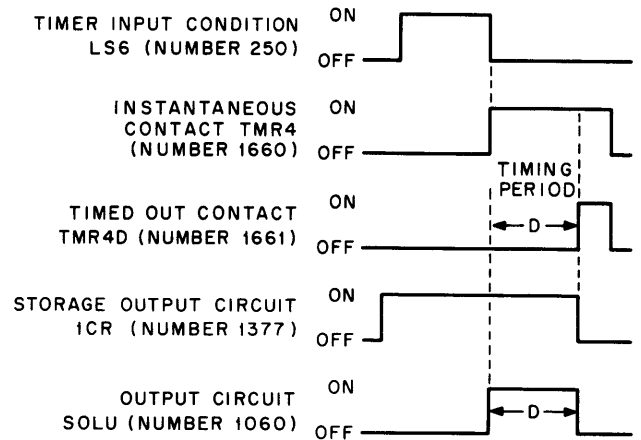 TIMER INPUT CONDITION
LS6 (NUMBER 250)
ON
OFF
INSTANTANEOUS
CONTACT TMR4
(NUMBER 1660)
ON
OFF
TIMING
PERIOD
TIMED OUT CONTACT
TMR4D (NUMBER 1661)
ON
OFF
D
STORAGE OUTPUT CIRCUIT
1CR (NUMBER 1377)
ON
OFF
OUTPUT CIRCUIT
SOLU (NUMBER 1060)
ON
OFF
D